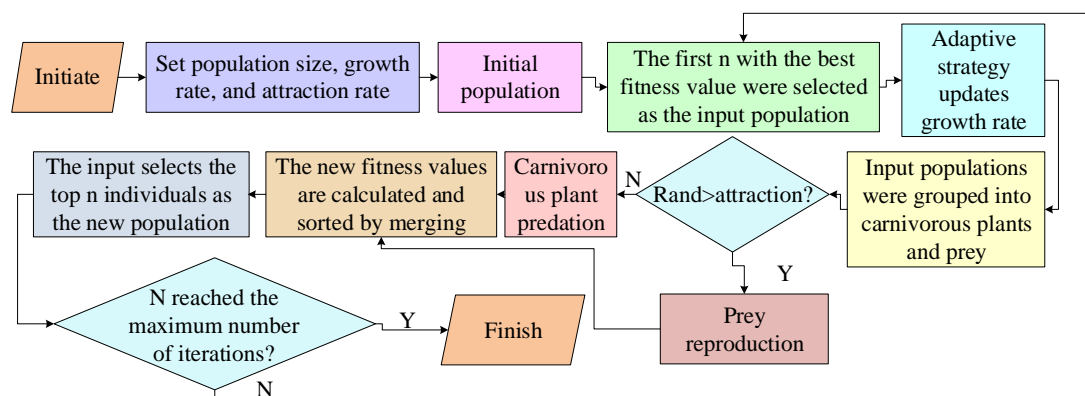 Initiate
Set population size, growth
rate, and attraction rate
Initial
population
The first n with the best
fitness value were selected
as the input population
Adaptive
strategy
updates
growth rate
Input populations
were grouped into
carnivorous plants
and prey
Rand>attraction?
N
Y
Carnivoro
us plant
predation
Prey
reproduction
The new fitness values
are calculated and
sorted by merging
The input selects the
top n individuals as
the new population
N reached the
maximum number
of iterations?
Y
Finish
N